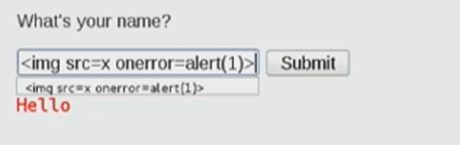 What's your name?
<img src=x onerror=alert(1)> Submit
<img src=x onerror=alert(1)>
Hello